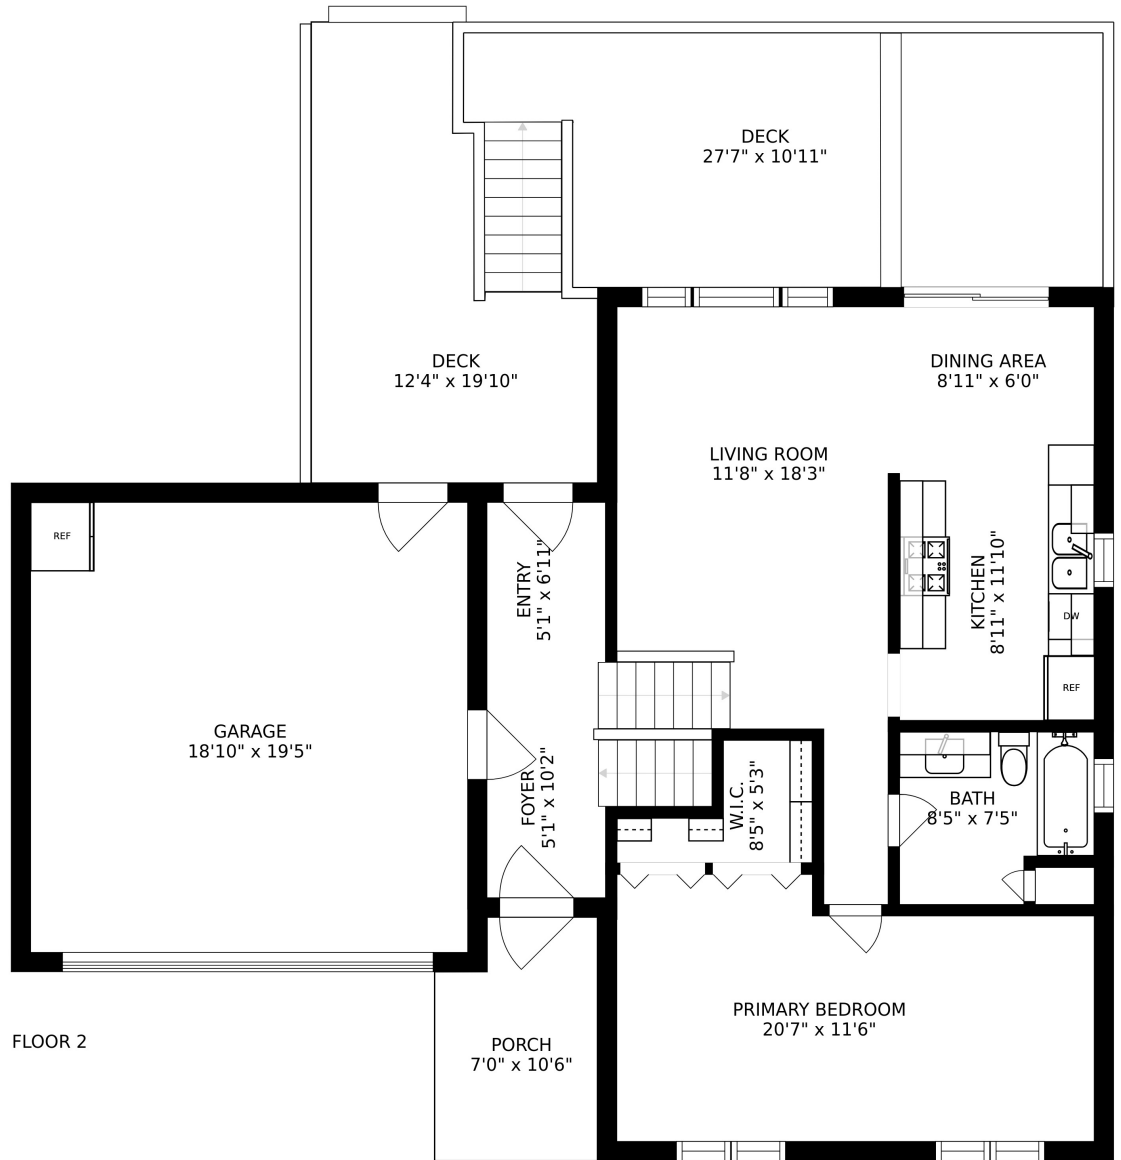 DECK
27'7" x 10'11"
DECK
12'4" x 19'10"
DINING AREA
8'11" x 6'0"
LIVING ROOM
11'8" x 18'3"
REF
ENTRY
5'1" x 6'11"
KITCHEN
8'11" x 11'10"
DW
REF
GARAGE
18'10" x 19'5"
FOYER
5'1" x 10'2"
W.I.C.
8'5" x 5'3"
BATH
8'5" x 7'5"
PRIMARY BEDROOM
20'7" x 11'6"
FLOOR 2
PORCH
7'0" x 10'6"